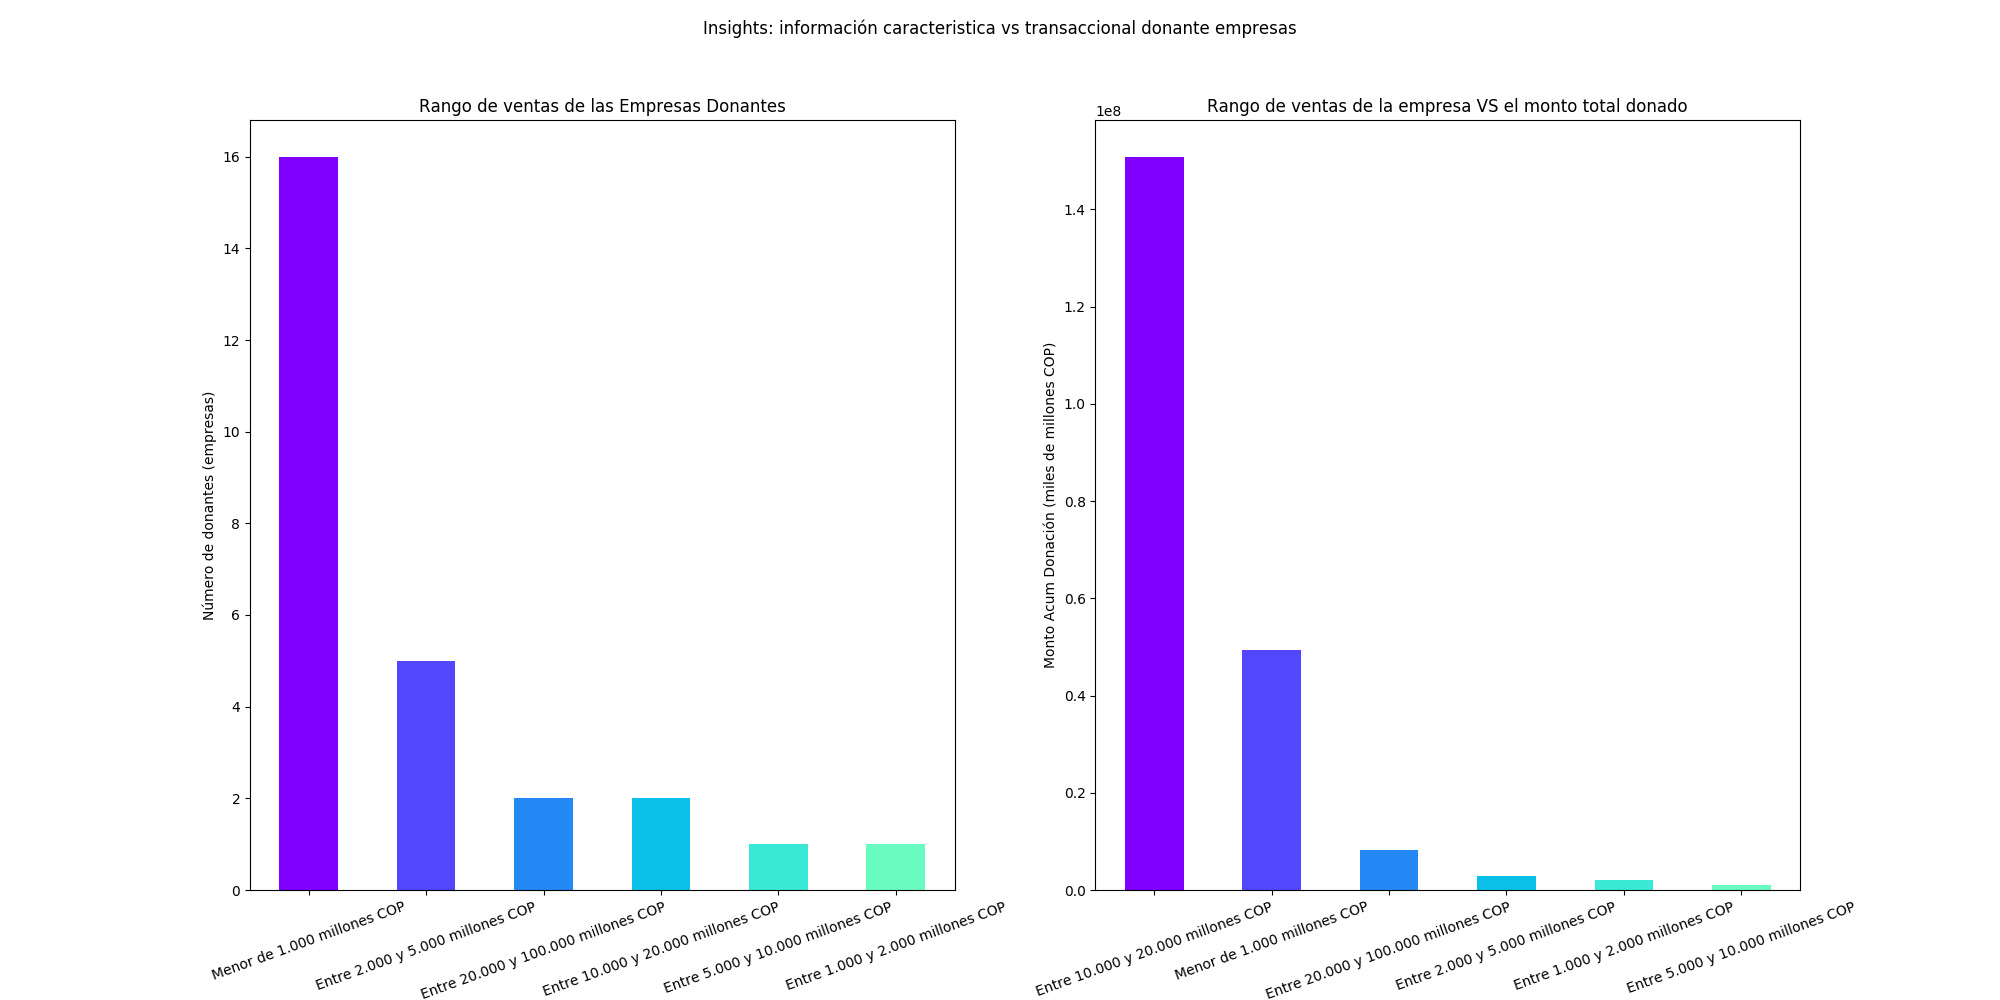 Insights: información caracteristica vs transaccional donante empresas
Rango de ventas de las Empresas Donantes
Número de donantes (empresas)
16
14
12
10
8
6
4
2
0
Menor de 1.000 millones COP
Entre 2.000 y 5.000 millones COP
Entre 20.000 y 100.000 millones COP
Entre 10.000 y 20.000 millones COP
Entre 5.000 y 10.000 millones COP
Entre 1.000 y 2.000 millones COP
Rango de ventas de la empresa VS el monto total donado
1e8
Monto Acum Donación (miles de millones COP)
1.4
1.2
1.0
0.8
0.6
0.4
0.2
0.0
Entre 10.000 y 20.000 millones COP
Menor de 1.000 millones COP
Entre 20.000 y 100.000 millones COP
Entre 2.000 y 5.000 millones COP
Entre 1.000 y 2.000 millones COP
Entre 5.000 y 10.000 millones COP